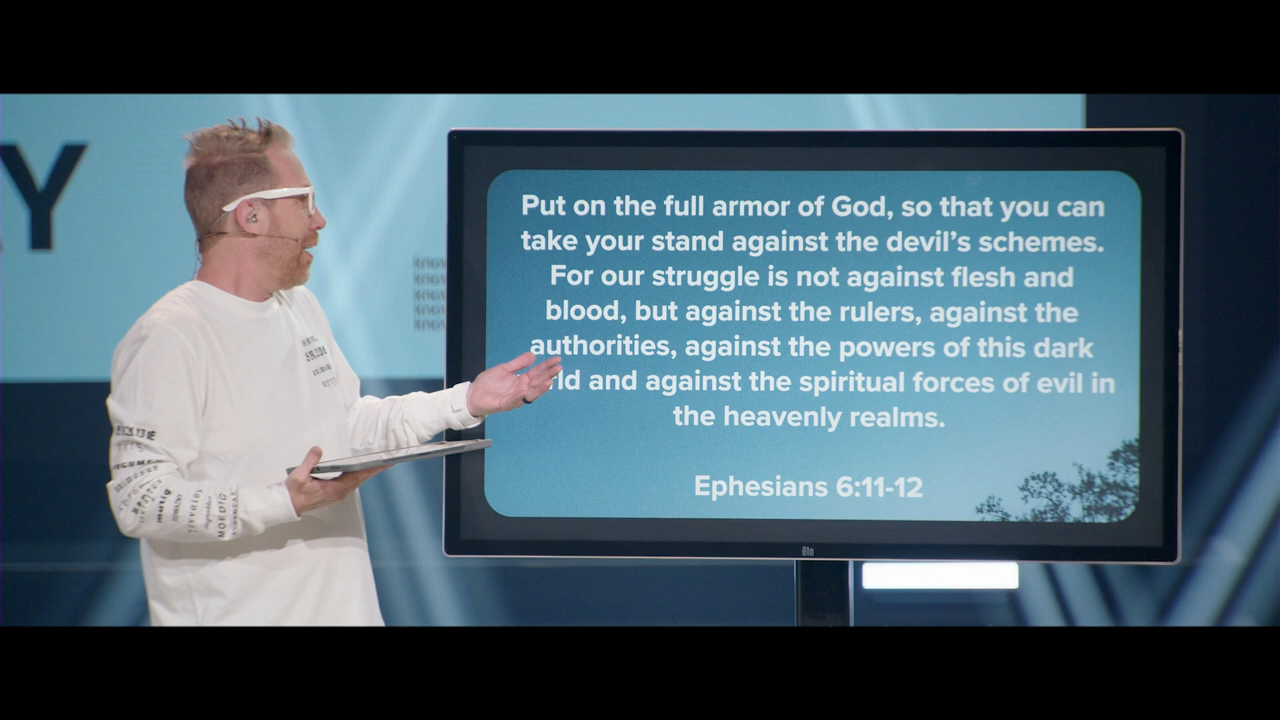 Y
Put on the full armor of God, so that you can
take your stand against the devil’s schemes.
For our struggle is not against flesh and
blood, but against the rulers, against the
authorities, against the powers of this dark
and against the spiritual forces of evil in
the heavenly realms.
Ephesians 6:11-12
elo